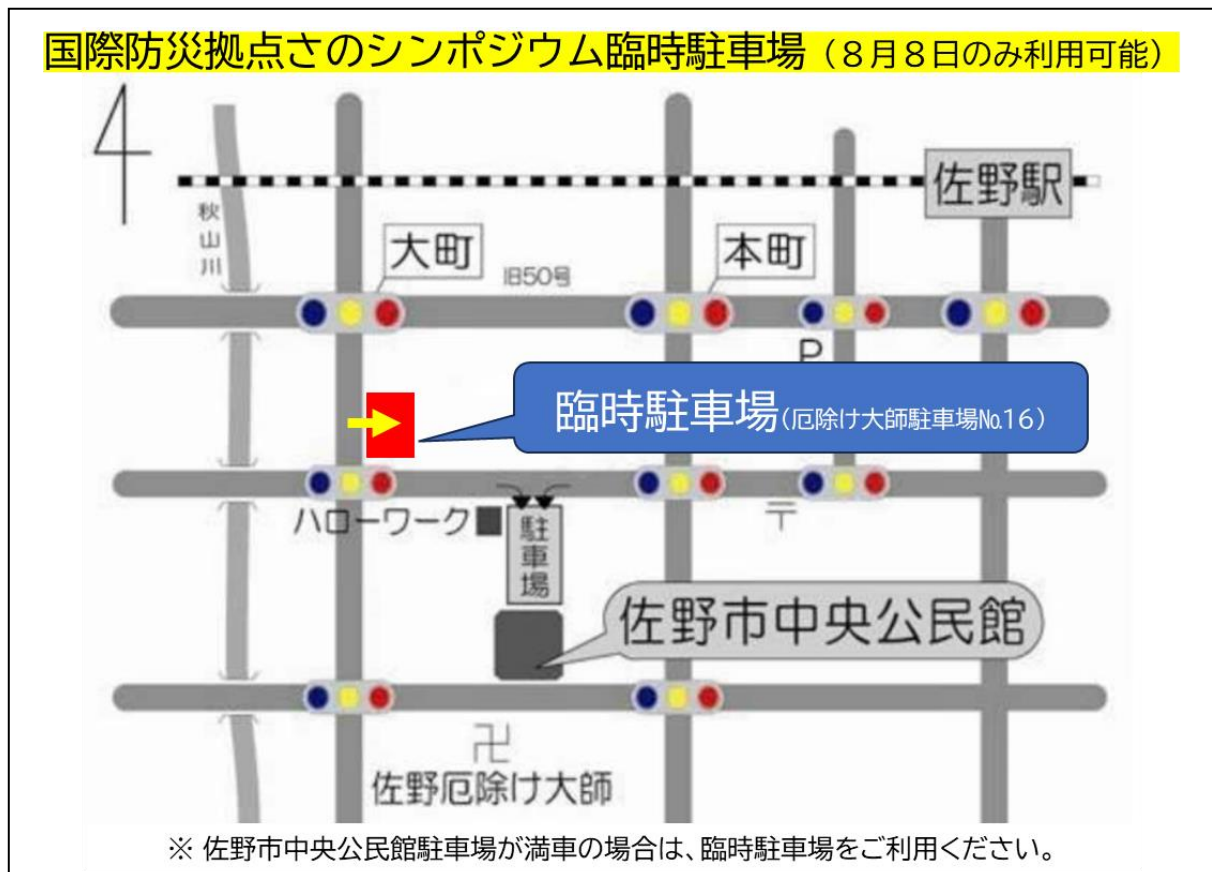 国際防災拠点さのシンポジウム臨時駐車場（８月８日のみ利用可能）
佐野駅
秋山川
大町
旧50号
本町
P
臨時駐車場(厄除け大師駐車場№16)
ハローワーク
駐車場
〒
佐野市中央公民館
卍
佐野厄除け大師
※ 佐野市中央公民館駐車場が満車の場合は、臨時駐車場をご利用ください。